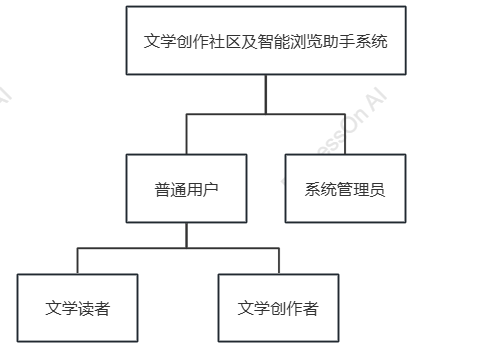 文学创作社区及智能浏览助手系统
普通用户
系统管理员
文学读者
文学创作者